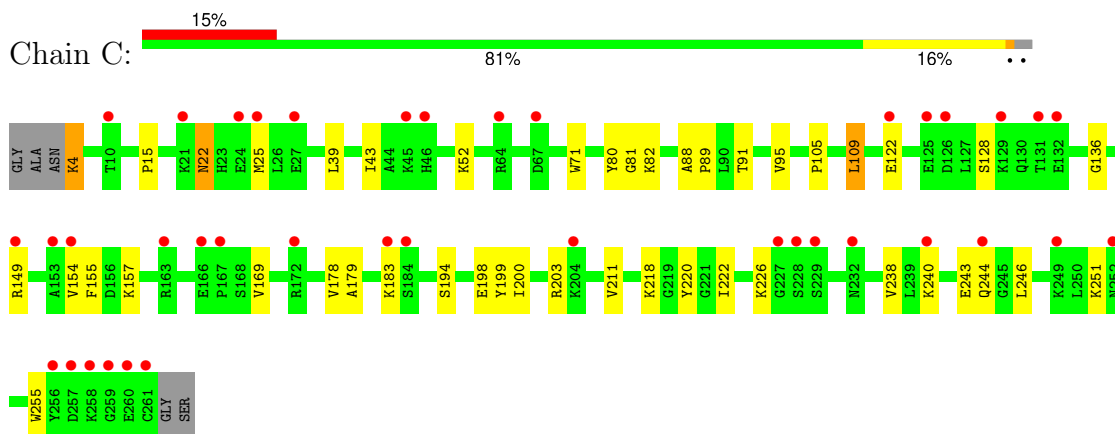 15%
Chain C:
81% 16% • •
GLY ALA ASN K4 T10 P15 K21 N22 H23 E24 M25 L26 E27 L39 I43 A44 K45 H46 K52 R64 D67 W71 Y80 G81 K82 A88 P89 L90 T91 V95 P105 L109 E122 E125 D126 L127 S128 K129 Q130 T131 E132 G136
R149 A153 V154 F155 D156 K157 R163 E166 P167 S168 V169 R172 V178 A179 K183 S184 S194 E198 Y199 I200 R203 K204 V211 K218 G219 Y220 G221 I222 K226 G227 S228 S229 N232 V238 L239 K240 E243 Q244 G245 L246 K249 L250 K251
W255 Y256 D257 K258 G259 E260 C261 GLY SER